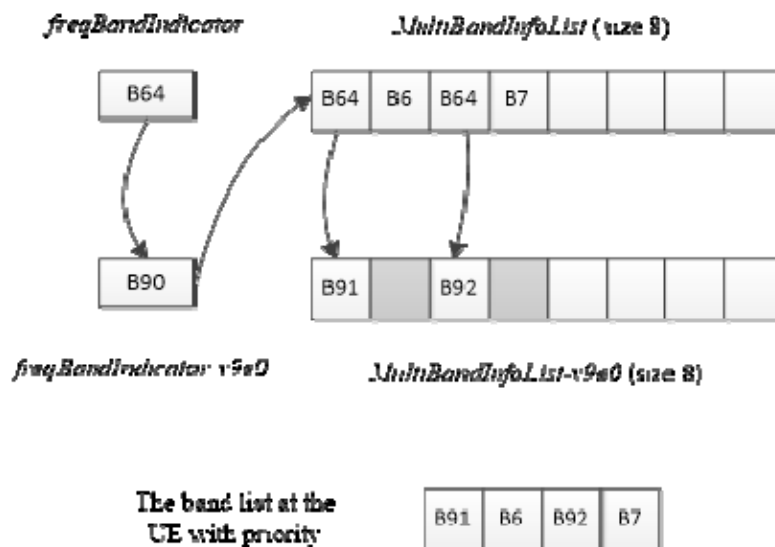 freqBandIndicator
MultiBandInfoList (size 8)
B64
B64 B6 B64 B7
B90
B91 B92
freqBandIndicator-v9e0
MultiBandInfoList-v9e0 (size 8)
The band list at the
UE with priority
B91 B6 B92 B7